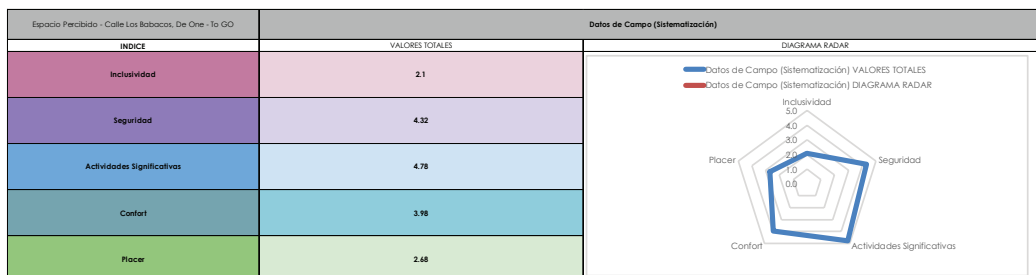 Espacio Percibido - Calle Los Babacos, De One - To GO
Datos de Campo (Sistematización)
INDICE
VALORES TOTALES
DIAGRAMA RADAR
Inclusividad
2.1
Seguridad
4.32
Actividades Significativas
4.78
Confort
3.98
Placer
2.68
Datos de Campo (Sistematización) VALORES TOTALES
Datos de Campo (Sistematización) DIAGRAMA RADAR
Inclusividad
5.0
4.0
3.0
2.0
1.0
0.0
Placer
Seguridad
Confort
Actividades Significativas